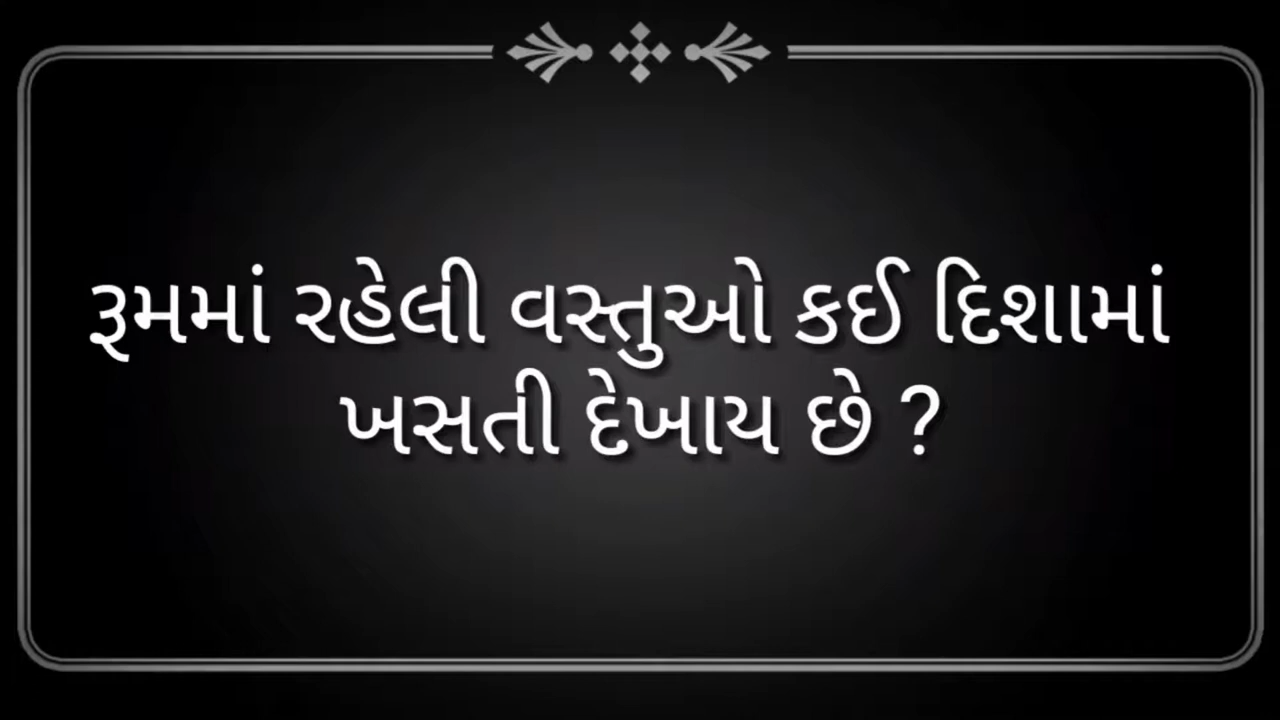 રૂમમાં રહેલી વસ્તુઓ કઈ દિશામાં
ખસતી દેખાય છે ?